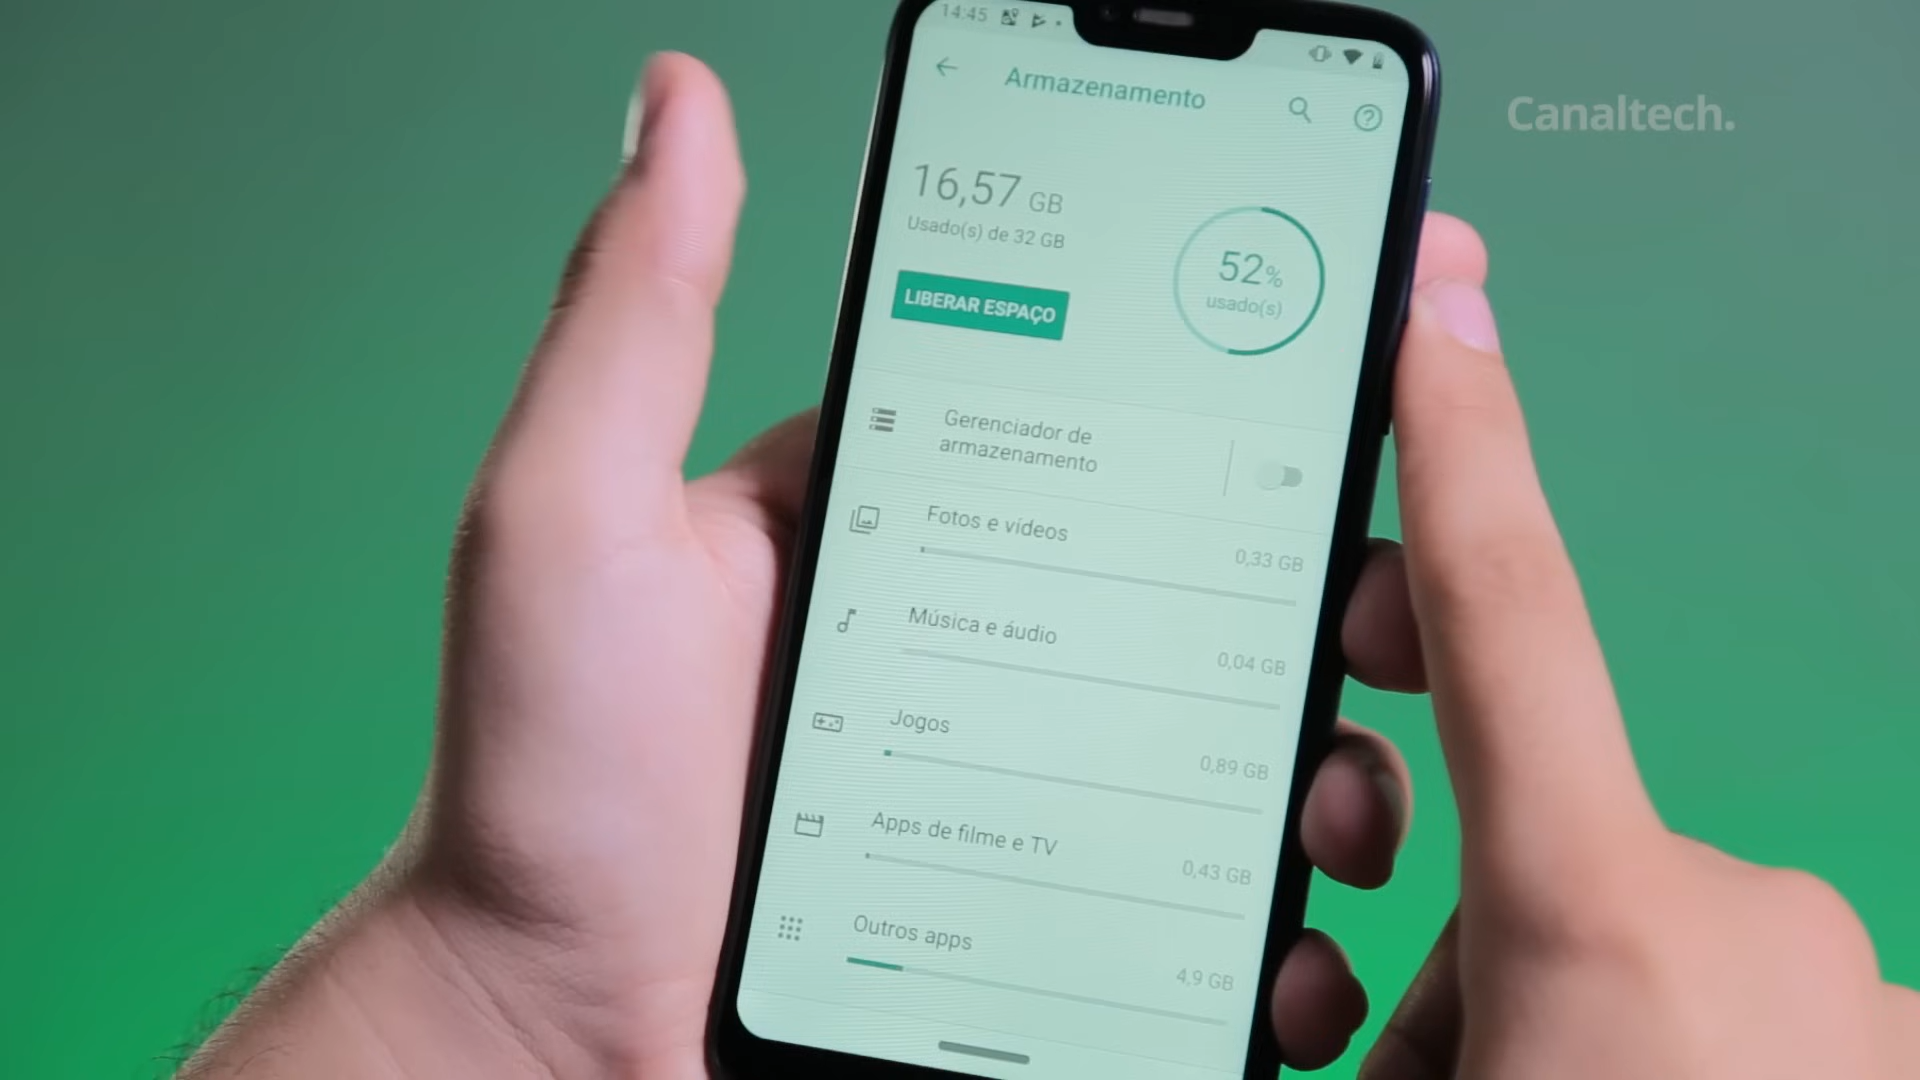 14:45
Armazenamento
Canaltech.
16,57 GB
Usado(s) de 32 GB
52%
usado(s)
LIBERAR ESPAÇO
Gerenciador de
armazenamento
Fotos e vídeos
0,33 GB
Música e áudio
0,04 GB
Jogos
0,89 GB
Apps de filme e TV
0,43 GB
Outros apps
4,9 GB